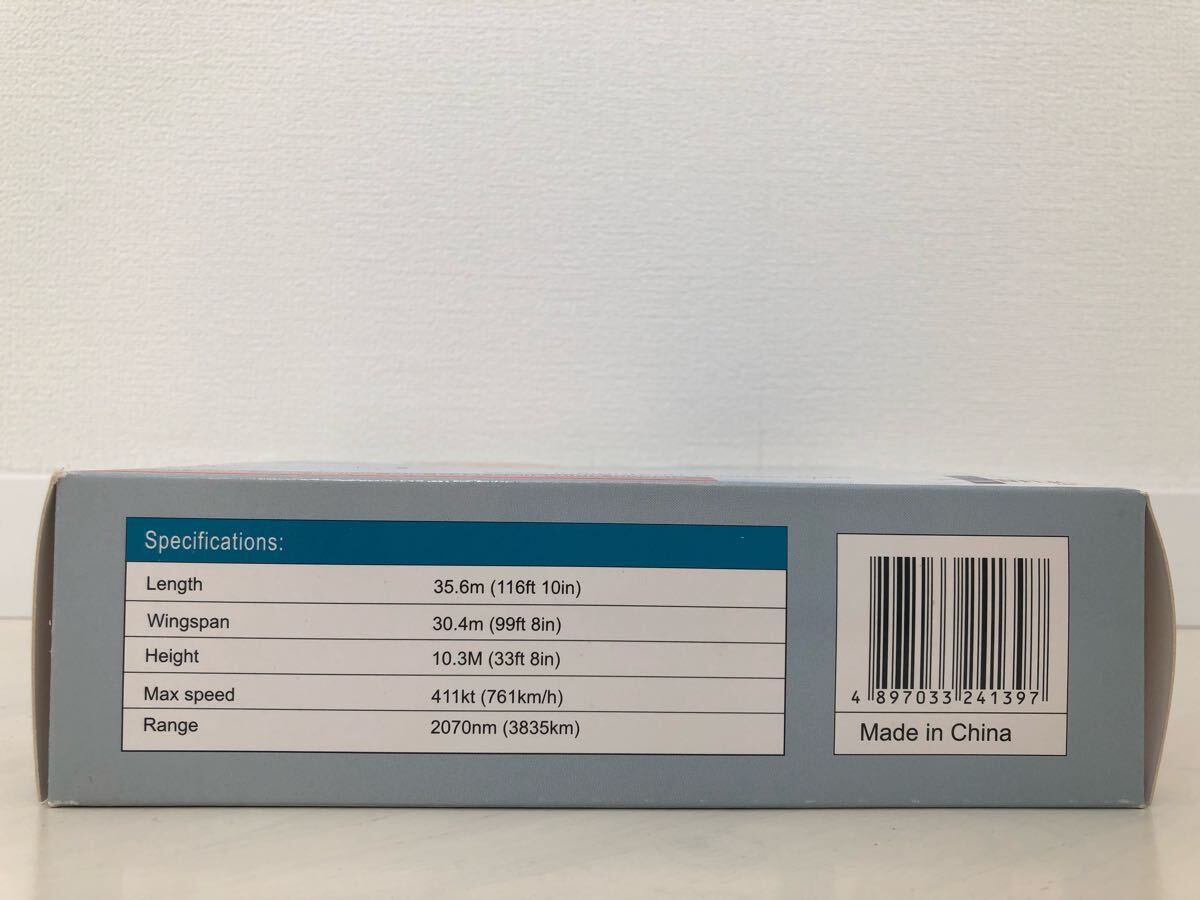 Specifications:
Length 35.6m (116ft 10in)
Wingspan 30.4m (99ft 8in)
Height 10.3M (33ft 8in)
Max speed 411kt (761km/h)
Range 2070nm (3835km)
4 897033 241397
Made in China